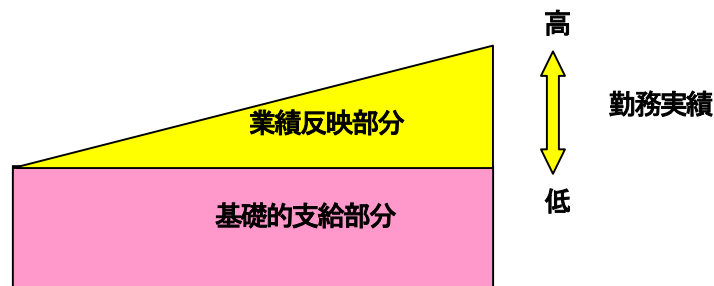 高
業績反映部分
勤務実績
低
基礎的支給部分